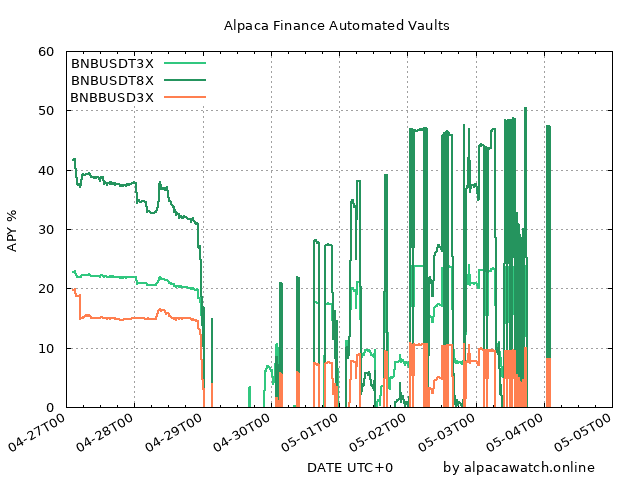 Alpaca Finance Automated Vaults
60
50
40
30
20
10
0
APY %
BNBUSDT3X
BNBUSDT8X
BNBBUSD3X
04-27T00
04-28T00
04-29T00
04-30T00
05-01T00
05-02T00
05-03T00
05-04T00
05-05T00
DATE UTC+0
by alpacawatch.online